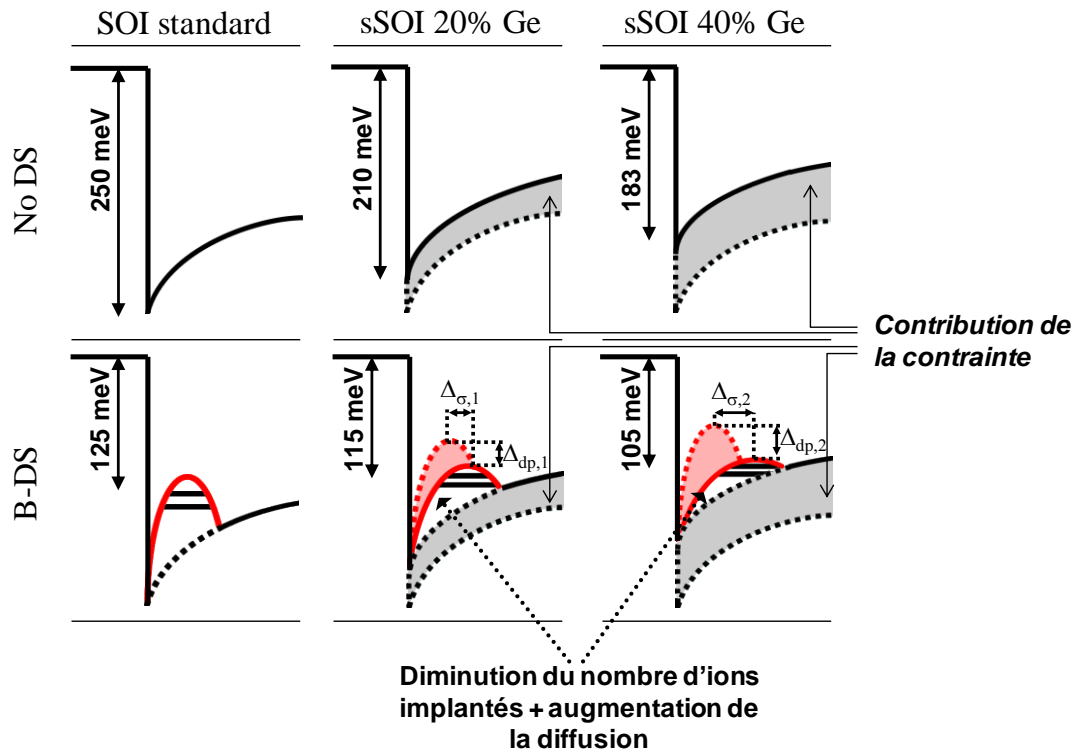 SOI standard
sSOI 20% Ge
sSOI 40% Ge
No DS
250 meV
210 meV
183 meV
Contribution de
la contrainte
B-DS
125 meV
115 meV
Δσ,1
Δdp,1
105 meV
Δσ,2
Δdp,2
Diminution du nombre d'ions
implantés + augmentation de
la diffusion